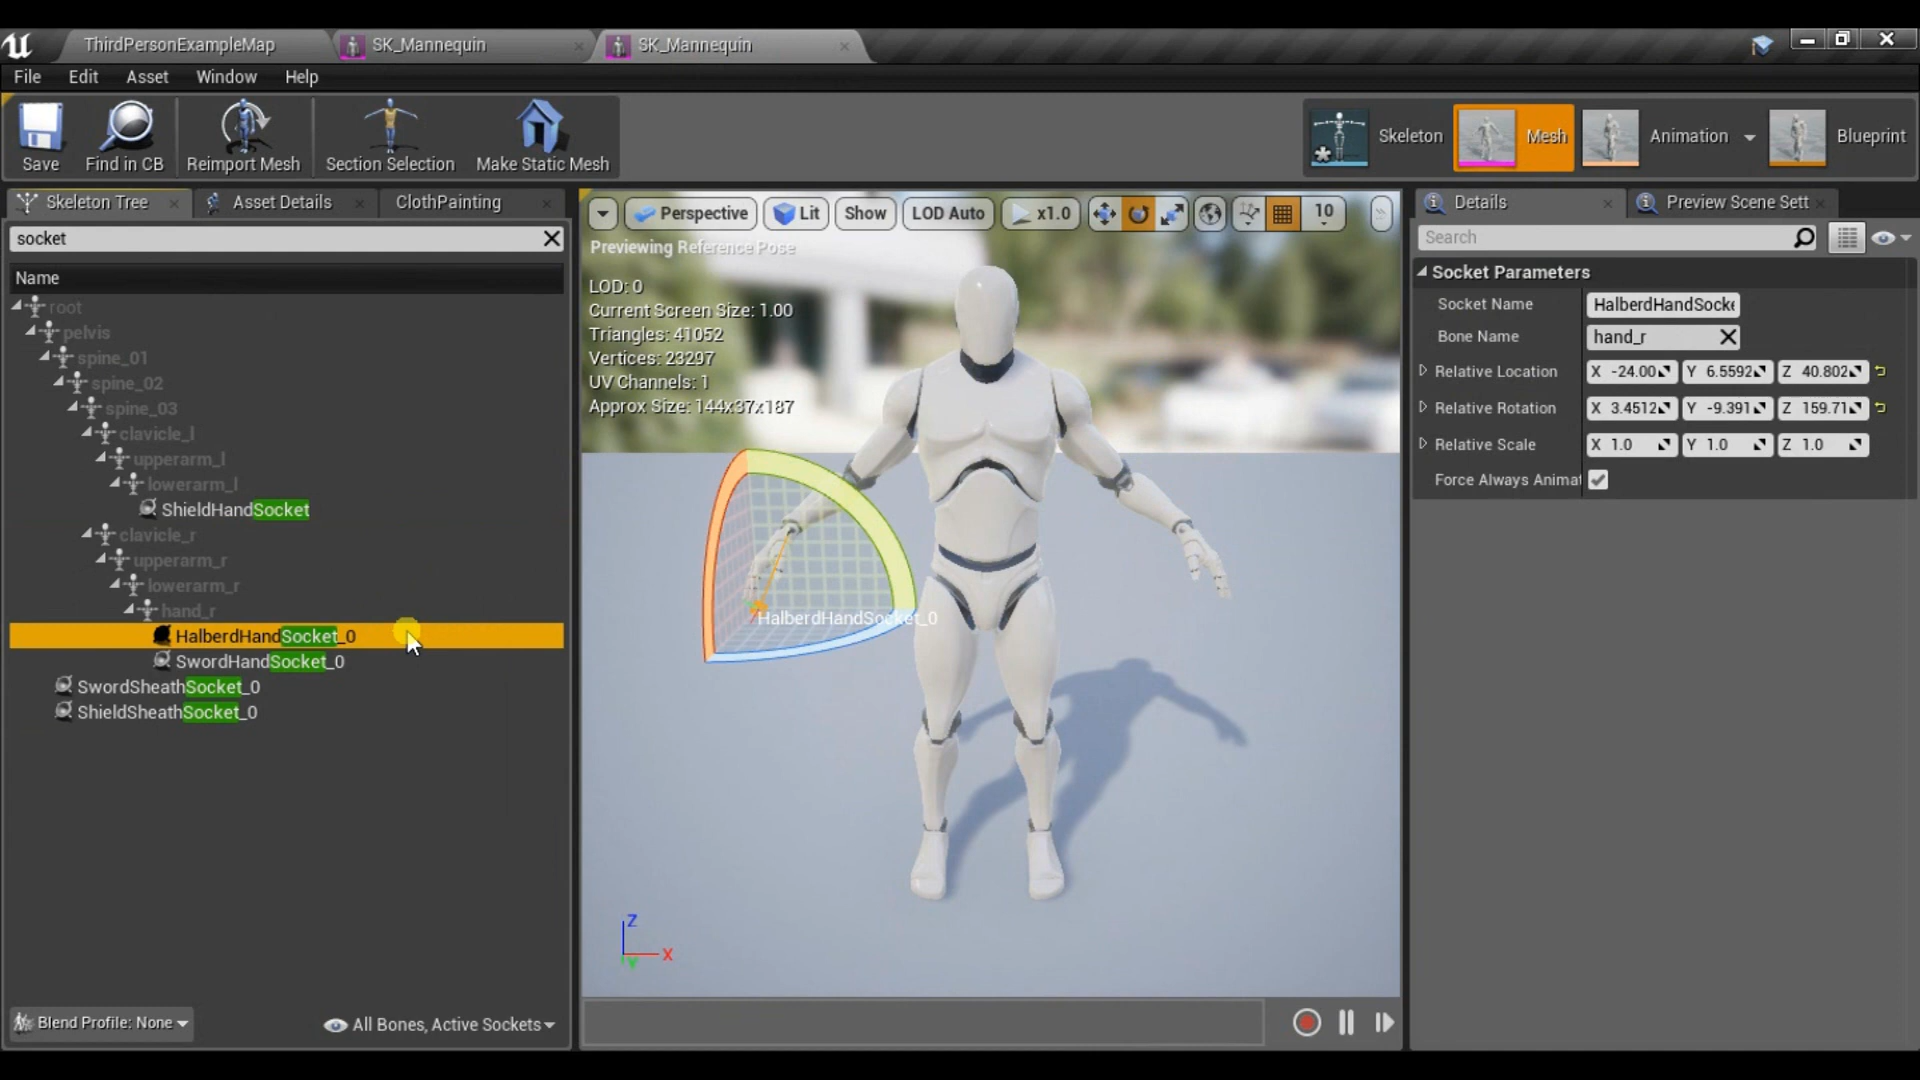 ThirdPersonExampleMap
SK_Mannequin
SK_Mannequin
File Edit Asset Window Help
Save
Find in CB
Reimport Mesh
Section Selection
Make Static Mesh
Skeleton
Mesh
Animation
Blueprint
Skeleton Tree
Asset Details
ClothPainting
socket
Name
root
pelvis
spine_01
spine_02
spine_03
clavicle_l
upperarm_l
lowerarm_l
ShieldHandSocket
clavicle_r
upperarm_r
lowerarm_r
hand_r
HalberdHandSocket_0
SwordHandSocket_0
SwordSheathSocket_0
ShieldSheathSocket_0
Blend Profile: None
All Bones, Active Sockets
Perspective
Lit
Show
LOD Auto
x1.0
10
Previewing Reference Pose
LOD: 0
Current Screen Size: 1.00
Triangles: 41052
Vertices: 23297
UV Channels: 1
Approx Size: 144x37x187
HalberdHandSocket_0
Z
X
Y
Details
Preview Scene Sett
Search
Socket Parameters
Socket Name HalberdHandSocke
Bone Name hand_r
Relative Location X -24.00 Y 6.5592 Z 40.802
Relative Rotation X 3.4512 Y -9.391 Z 159.71
Relative Scale X 1.0 Y 1.0 Z 1.0
Force Always Animat